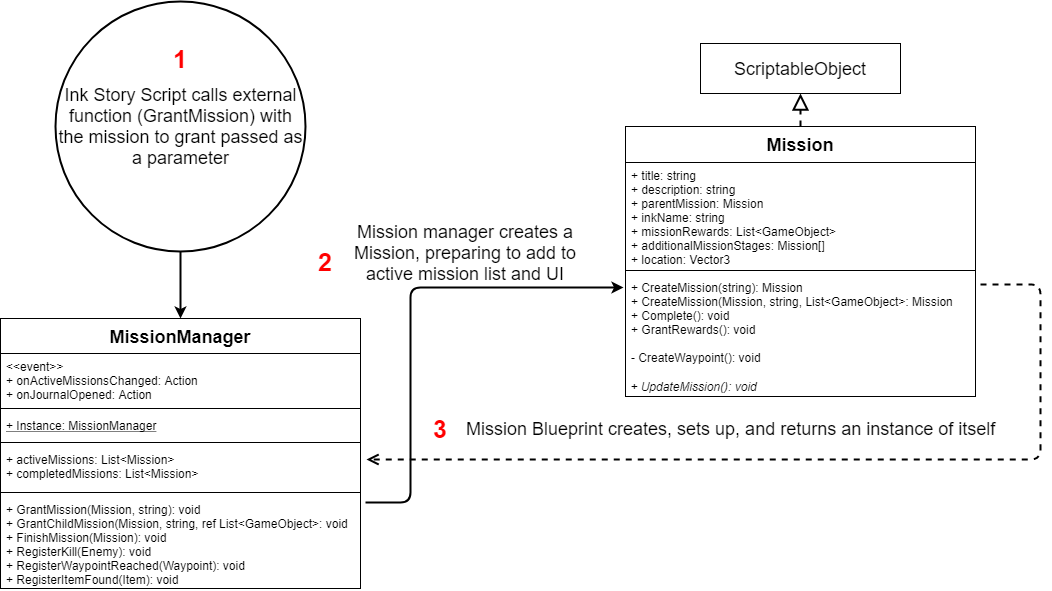 1
Ink Story Script calls external
function (GrantMission) with
the mission to grant passed as
a parameter
ScriptableObject
Mission
+ title: string
+ description: string
+ parentMission: Mission
+ inkName: string
+ missionRewards: List<GameObject>
+ additionalMissionStages: Mission[]
+ location: Vector3
+ CreateMission(string): Mission
+ CreateMission(Mission, string, List<GameObject>: Mission
+ Complete(): void
+ GrantRewards(): void
- CreateWaypoint(): void
+ UpdateMission(): void
2
Mission manager creates a
Mission, preparing to add to
active mission list and UI
MissionManager
<<event>>
+ onActiveMissionsChanged: Action
+ onJournalOpened: Action
+ Instance: MissionManager
+ activeMissions: List<Mission>
+ completedMissions: List<Mission>
+ GrantMission(Mission, string): void
+ GrantChildMission(Mission, string, ref List<GameObject>: void
+ FinishMission(Mission): void
+ RegisterKill(Enemy): void
+ RegisterWaypointReached(Waypoint): void
+ RegisterItemFound(Item): void
3
Mission Blueprint creates, sets up, and returns an instance of itself